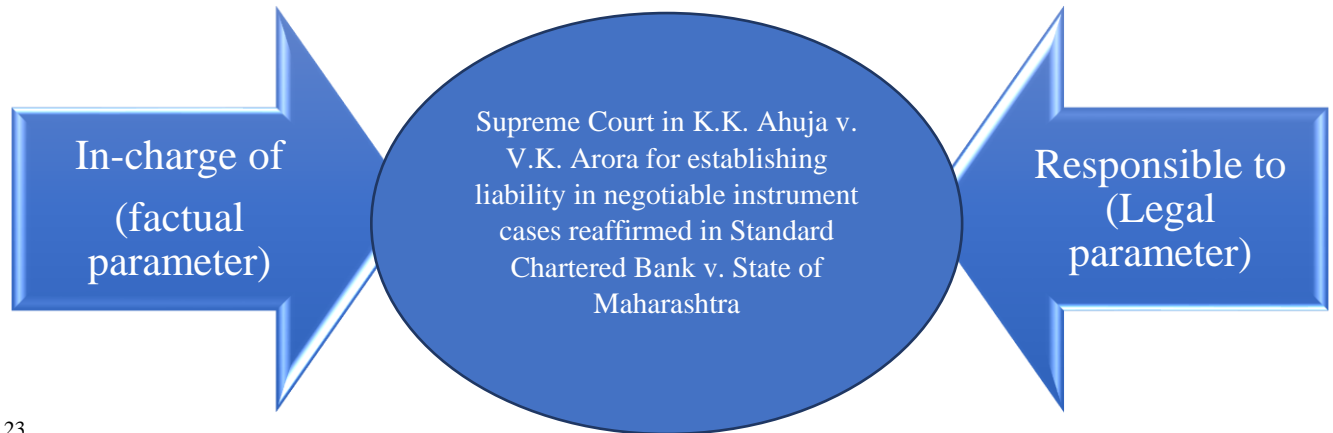 In-charge of
(factual
parameter)
Supreme Court in K.K. Ahuja v.
V.K. Arora for establishing
liability in negotiable instrument
cases reaffirmed in Standard
Chartered Bank v. State of
Maharashtra
Responsible to
(Legal
parameter)
23